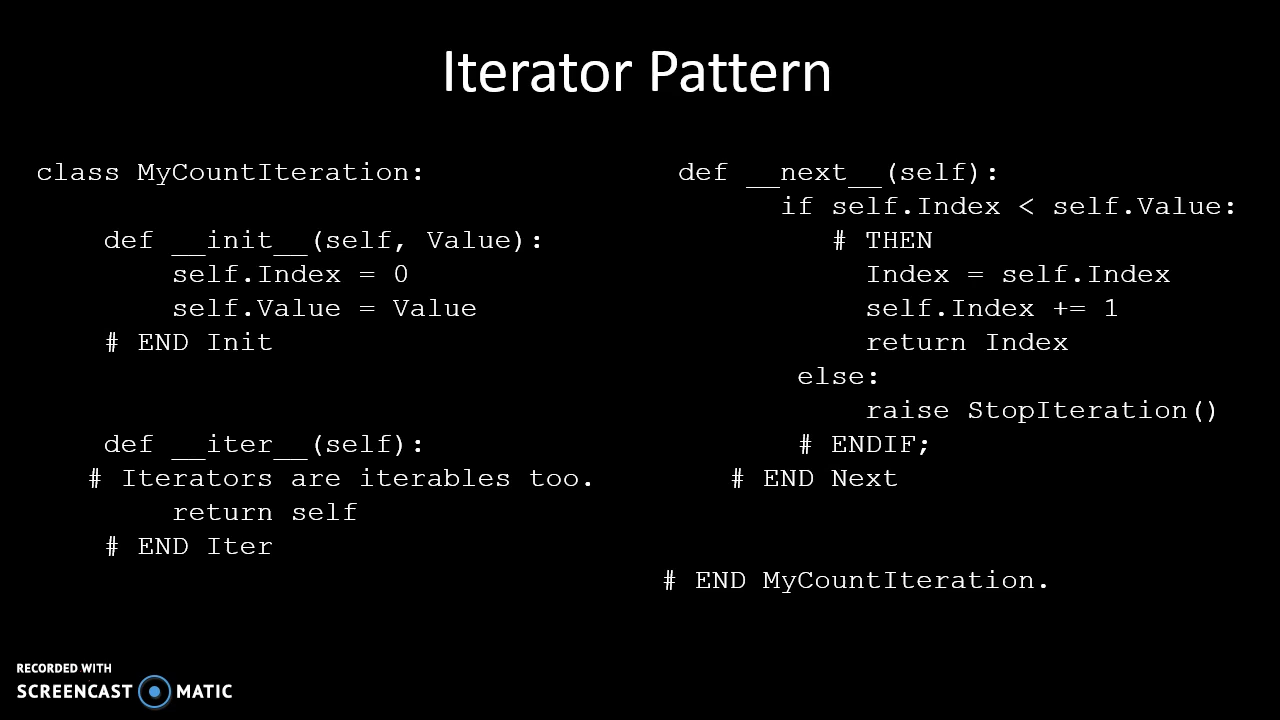 Iterator Pattern
class MyCountIteration:
def __init__(self, Value):
self.Index = 0
self.Value = Value
# END Init
def __iter__(self):
# Iterators are iterables too.
return self
# END Iter
def __next__(self):
if self.Index < self.Value:
# THEN
Index = self.Index
self.Index += 1
return Index
else:
raise StopIteration()
# ENDIF;
# END Next
# END MyCountIteration.
RECORDED WITH
SCREENCAST MATIC